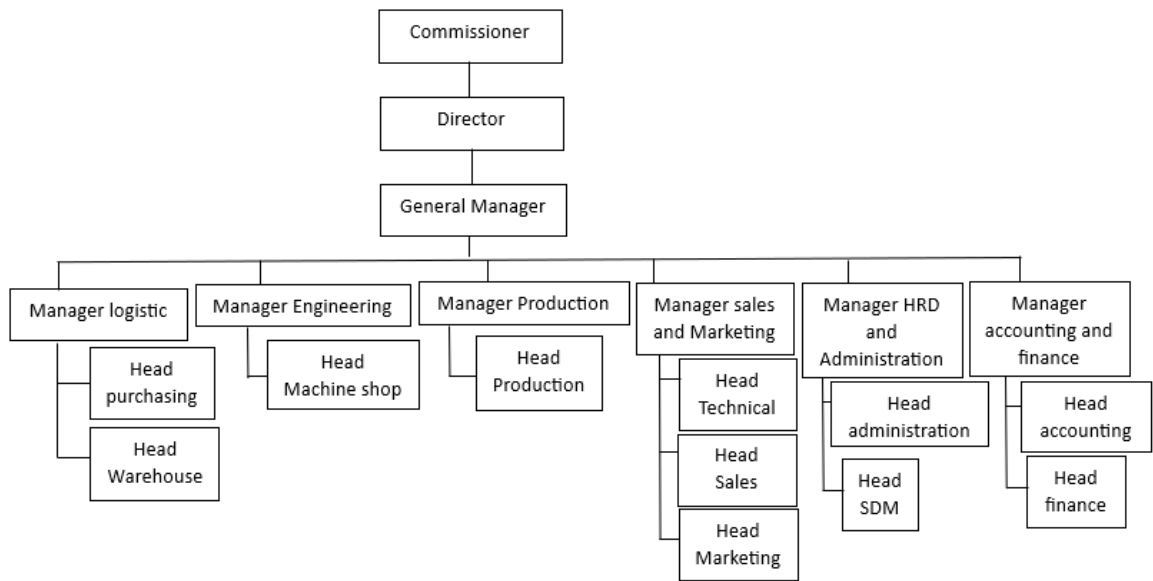 Commissioner
Director
General Manager
Manager logistic
Head
purchasing
Head
Warehouse
Manager Engineering
Head
Machine shop
Manager Production
Head
Production
Manager sales
and Marketing
Head
Technical
Head
Sales
Head
Marketing
Manager HRD
and
Administration
Head
administration
Head
SDM
Manager
accounting and
finance
Head
accounting
Head
finance